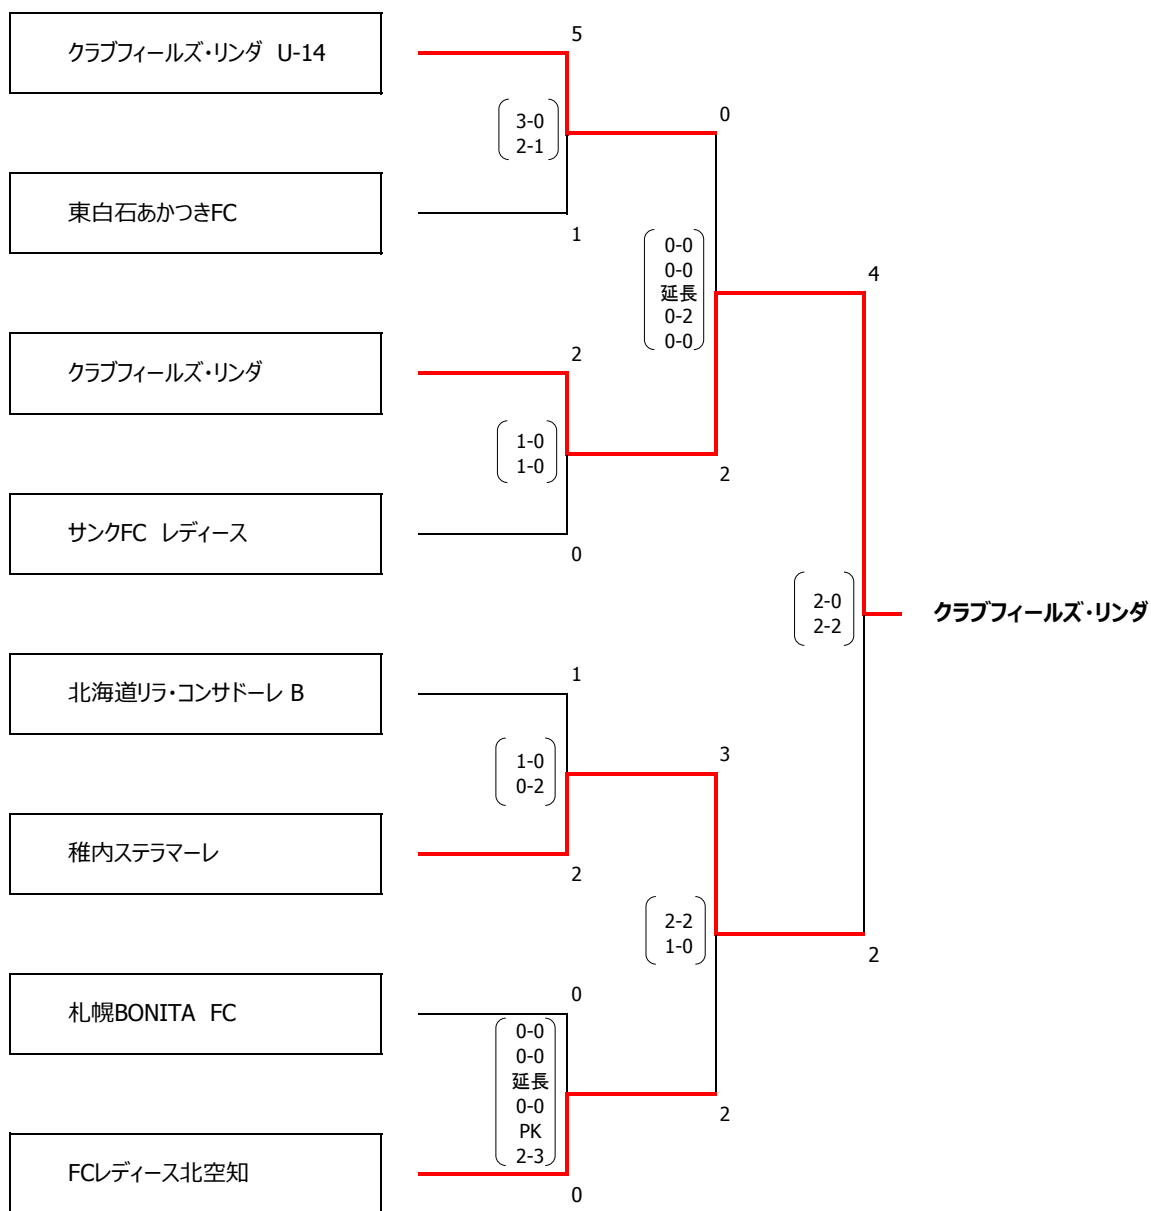 5
クラブフィールズ・リンダ U-14
0
3-0
2-1
東白石あかつきFC
1
0-0
0-0
延長
0-2
0-0
4
2
クラブフィールズ・リンダ
1-0
1-0
2
サンクFC レディース
0
2-0
2-2
クラブフィールズ・リンダ
1
北海道リラ・コンサドーレ B
3
1-0
0-2
稚内ステラマーレ
2
2-2
1-0
2
0
札幌BONITA FC
0-0
0-0
延長
0-0
PK
2-3
2
FCレディース北空知
0